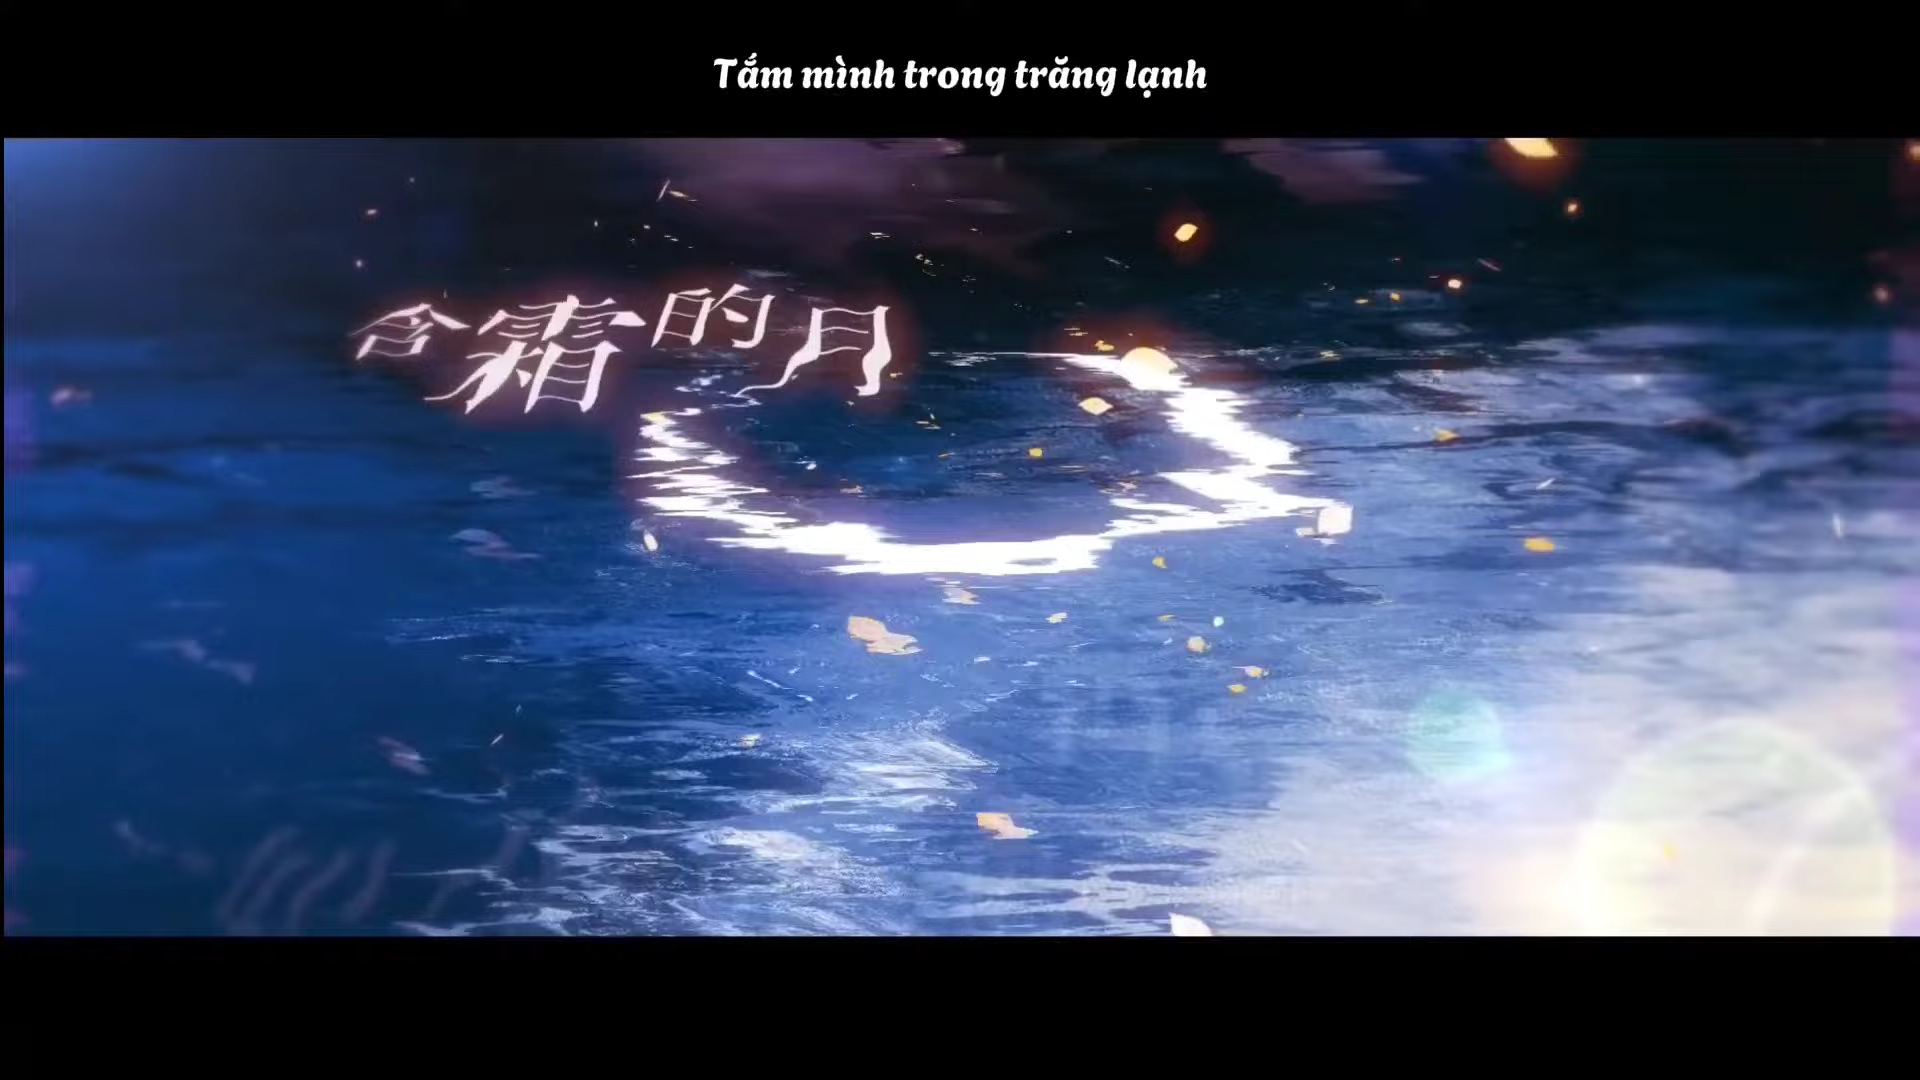 Tắm mình trong trăng lạnh
含霜的月